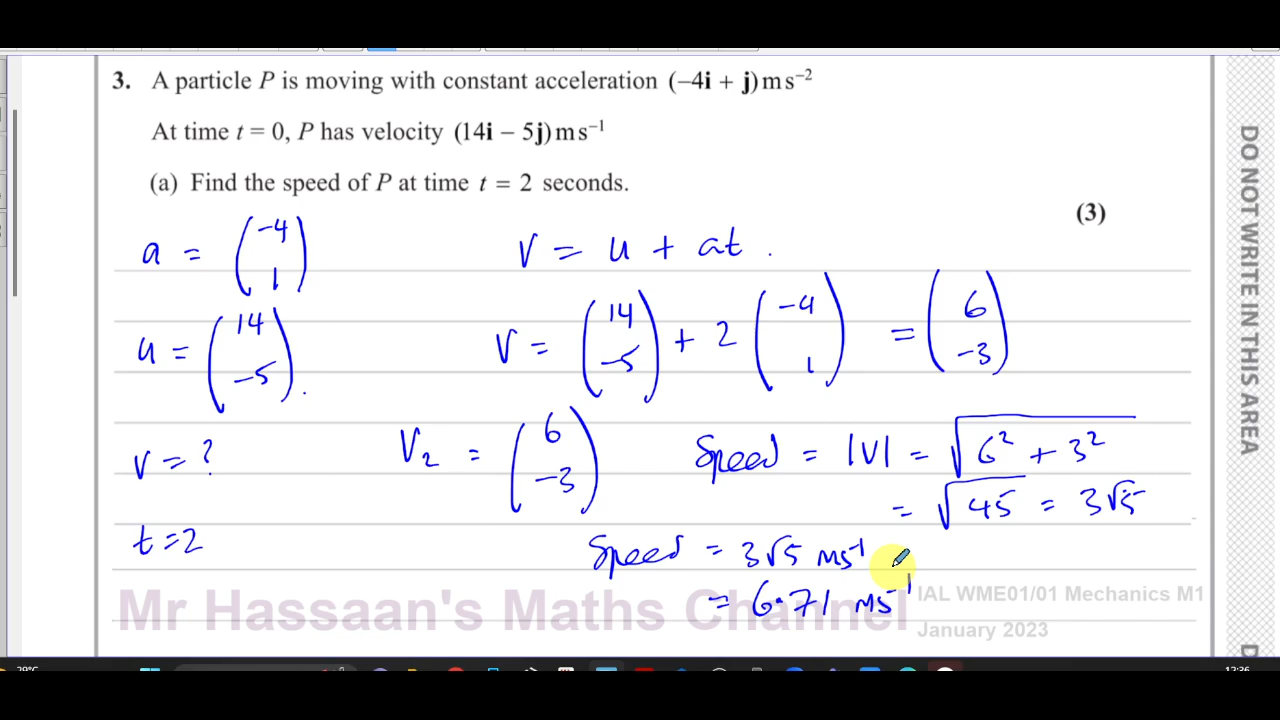 3. A particle P is moving with constant acceleration (−4i + j) m s⁻²
At time t = 0, P has velocity (14i − 5j) m s⁻¹
(a) Find the speed of P at time t = 2 seconds.
(3)
a = (-4 1)
v = u + at.
u = (14 -5).
v = (14 -5) + 2 (-4 1) = (6 -3)
v = ?
V₂ = (6 -3)
Speed = |V| = √(6² + 3²)
= √45 = 3√5
t = 2
Speed = 3√5 ms⁻¹
= 6.71 ms⁻¹
Mr Hassaan's Maths Channel
IAL WME01/01 Mechanics M1
January 2023
DO NOT WRITE IN THIS AREA
29°C
12:36